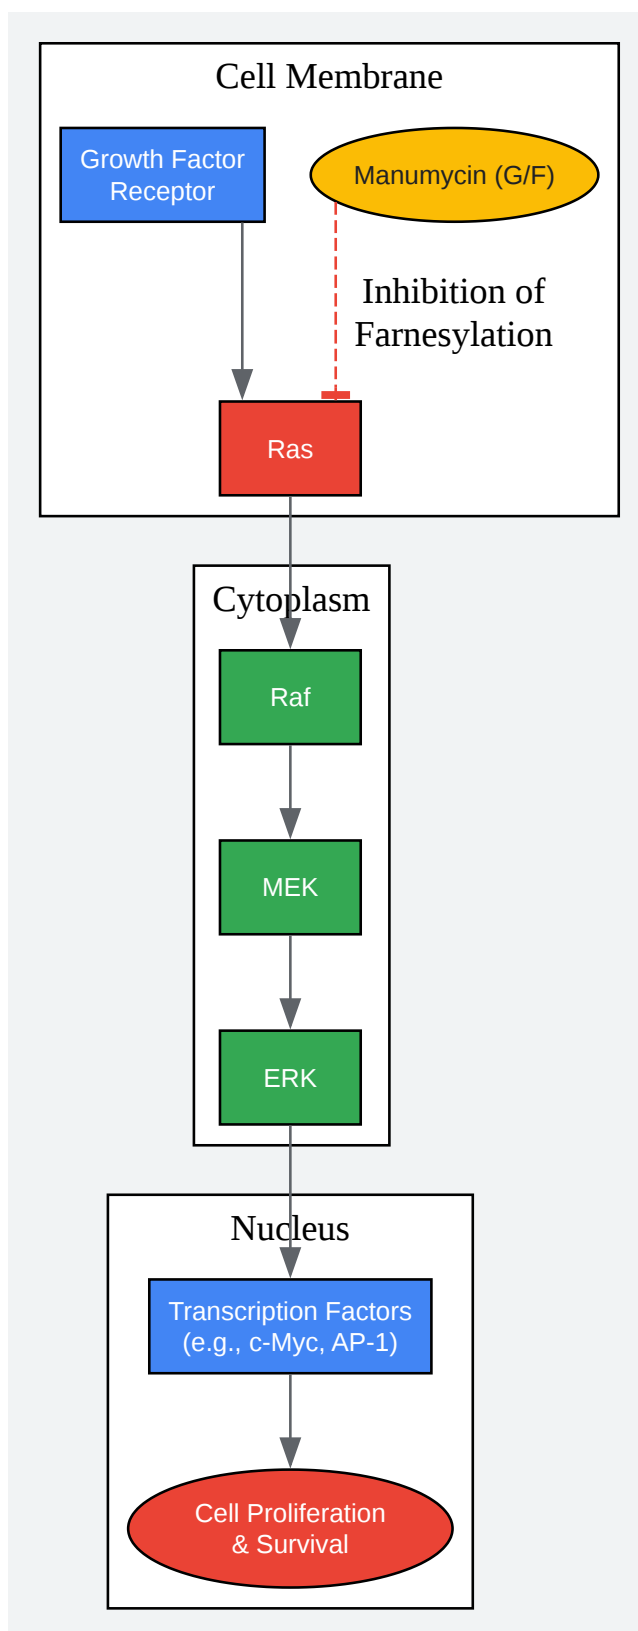 Cell Membrane
Growth Factor
Receptor
Manumycin (G/F)
Inhibition of
Farnesylation
Ras
Cytoplasm
Raf
MEK
ERK
Nucleus
Transcription Factors
(e.g., c-Myc, AP-1)
Cell Proliferation
& Survival